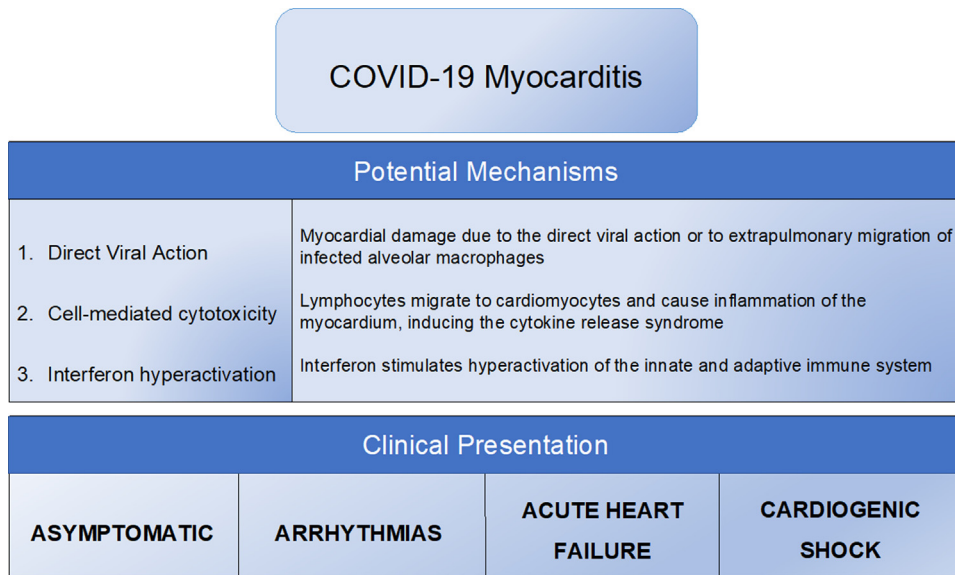 COVID-19 Myocarditis
Potential Mechanisms
1. Direct Viral Action
Myocardial damage due to the direct viral action or to extrapulmonary migration of
infected alveolar macrophages
2. Cell-mediated cytotoxicity
Lymphocytes migrate to cardiomyocytes and cause inflammation of the
myocardium, inducing the cytokine release syndrome
3. Interferon hyperactivation
Interferon stimulates hyperactivation of the innate and adaptive immune system
Clinical Presentation
ASYMPTOMATIC
ARRHYTHMIAS
ACUTE HEART
FAILURE
CARDIOGENIC
SHOCK